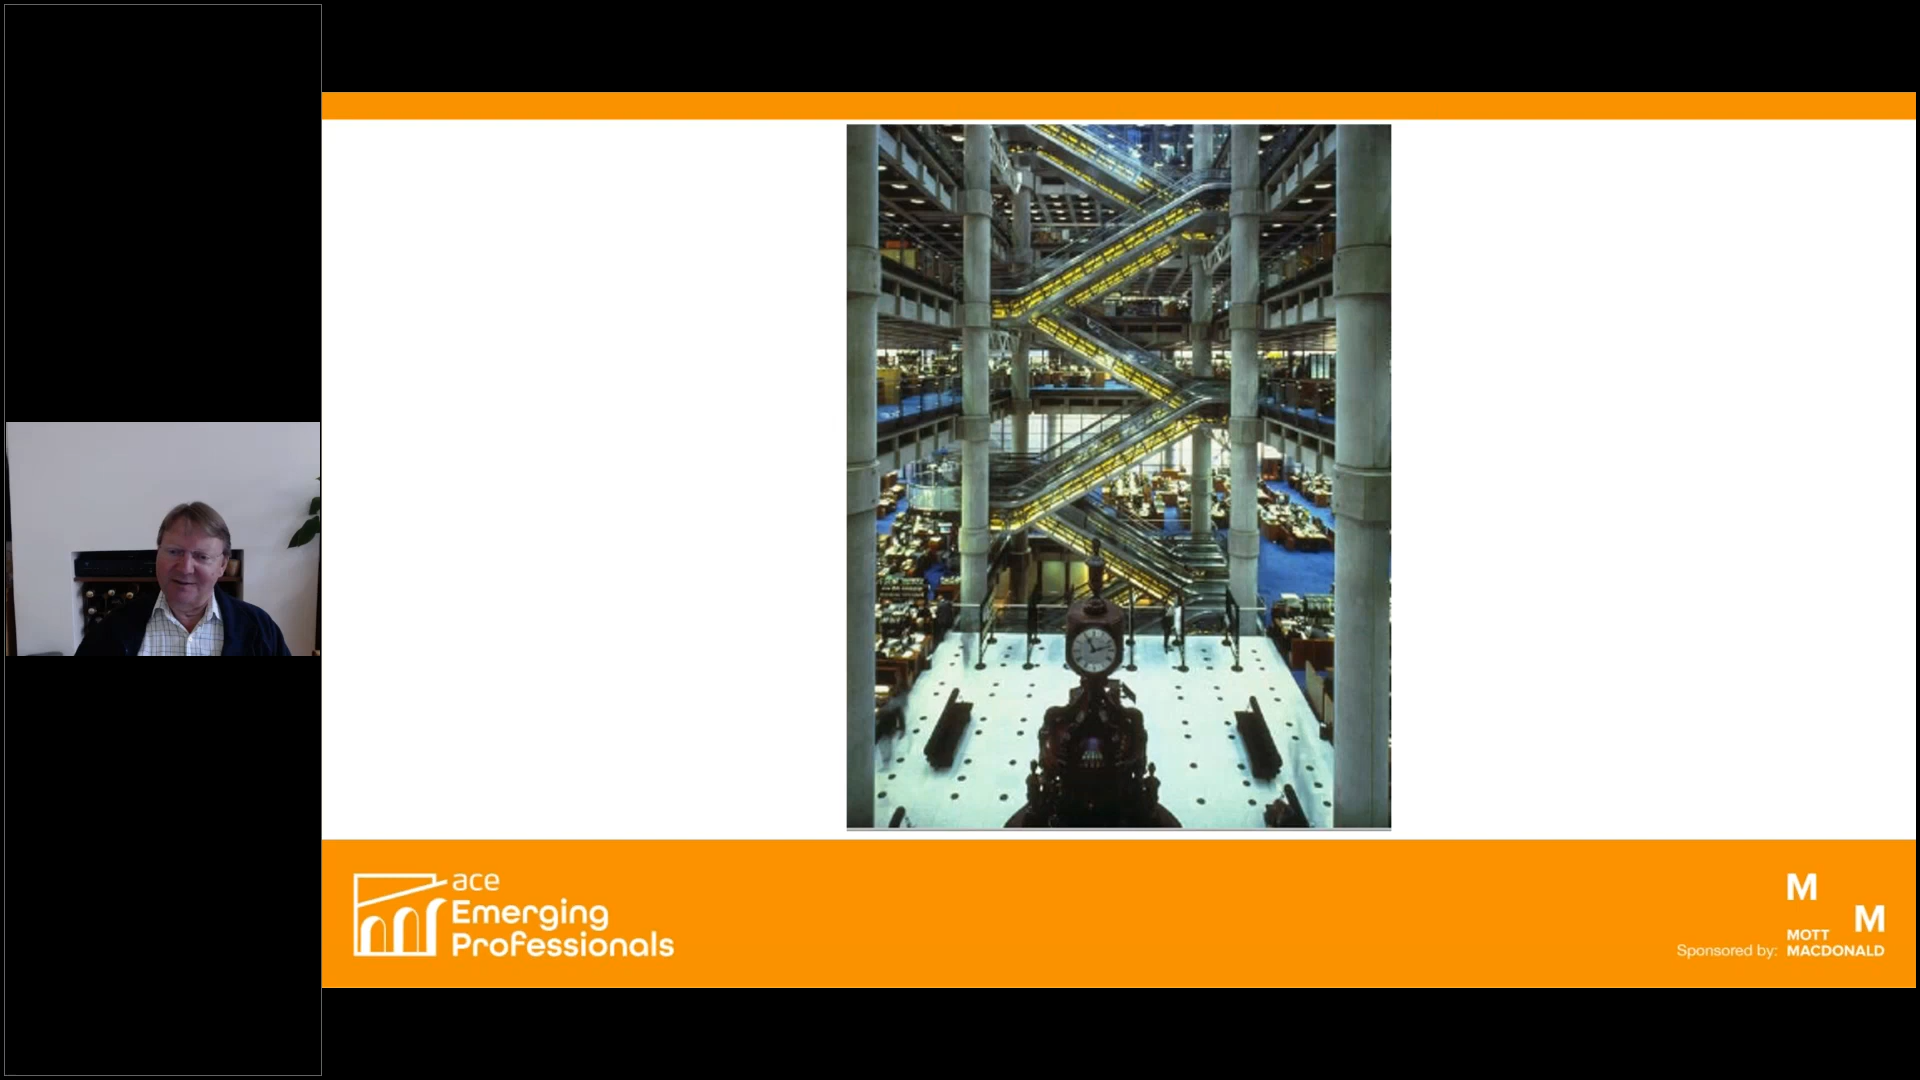 ace
Emerging
Professionals
M
M
Sponsored by: MOTT
MACDONALD